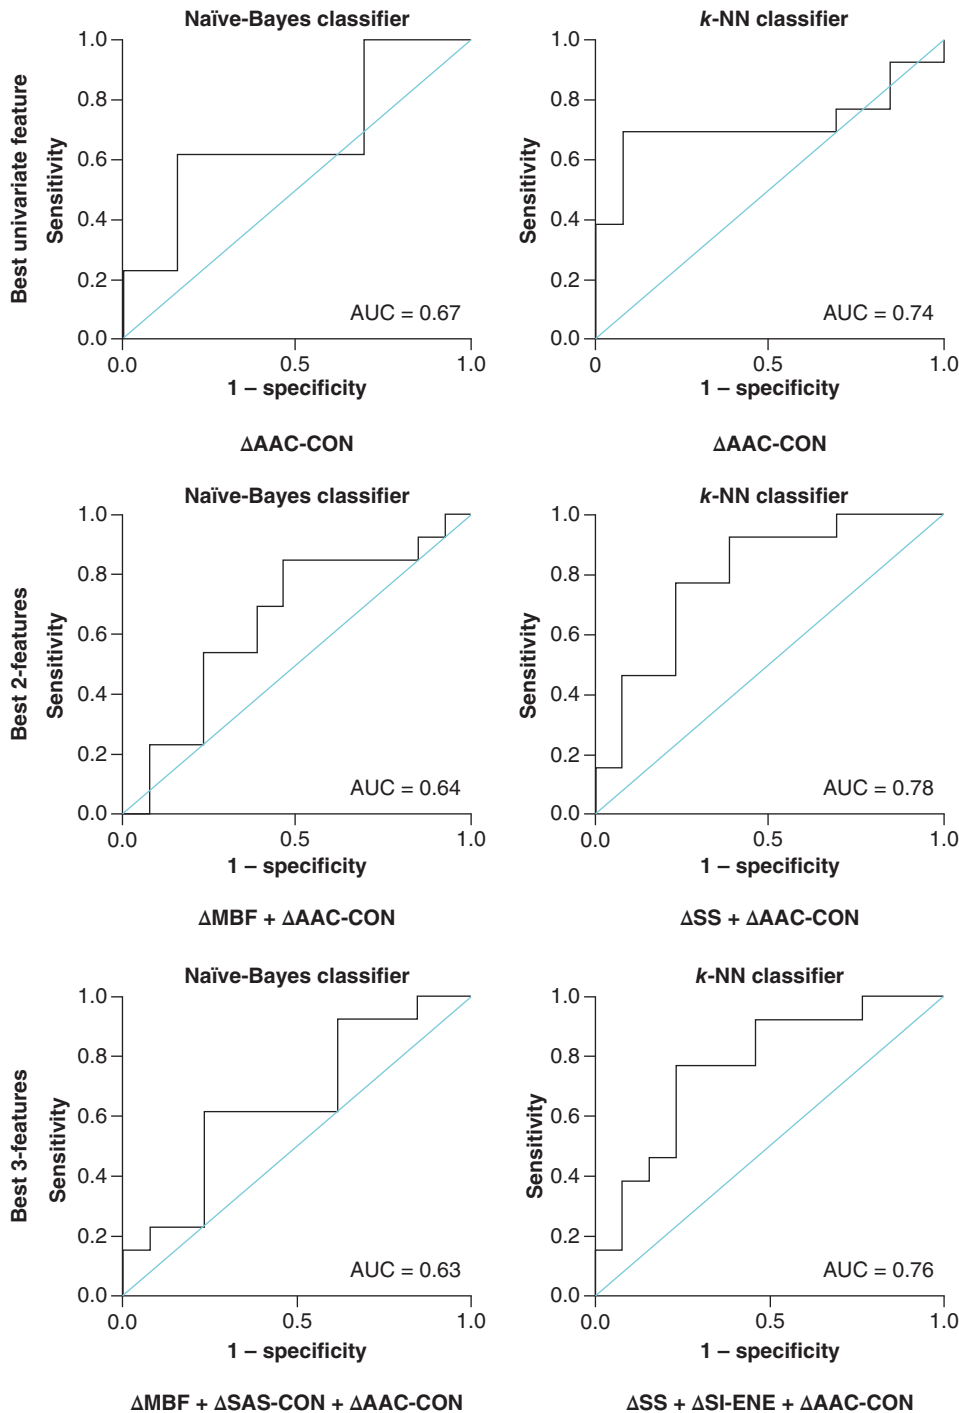 Naïve-Bayes classifier
k-NN classifier
Best univariate feature
Sensitivity
1.0
0.8
0.6
0.4
0.2
0.0
AUC = 0.67
0.0
0.5
1.0
1 – specificity
ΔAAC-CON
Sensitivity
1.0
0.8
0.6
0.4
0.2
0.0
AUC = 0.74
0
0.5
1.0
1 – specificity
ΔAAC-CON
Naïve-Bayes classifier
k-NN classifier
Best 2-features
Sensitivity
1.0
0.8
0.6
0.4
0.2
0.0
AUC = 0.64
0.0
0.5
1.0
1 – specificity
ΔMBF + ΔAAC-CON
Sensitivity
1.0
0.8
0.6
0.4
0.2
0.0
AUC = 0.78
0.0
0.5
1.0
1 – specificity
ΔSS + ΔAAC-CON
Naïve-Bayes classifier
k-NN classifier
Best 3-features
Sensitivity
1.0
0.8
0.6
0.4
0.2
0.0
AUC = 0.63
0.0
0.5
1.0
1 – specificity
ΔMBF + ΔSAS-CON + ΔAAC-CON
Sensitivity
1.0
0.8
0.6
0.4
0.2
0.0
AUC = 0.76
0.0
0.5
1.0
1 – specificity
ΔSS + ΔSI-ENE + ΔAAC-CON